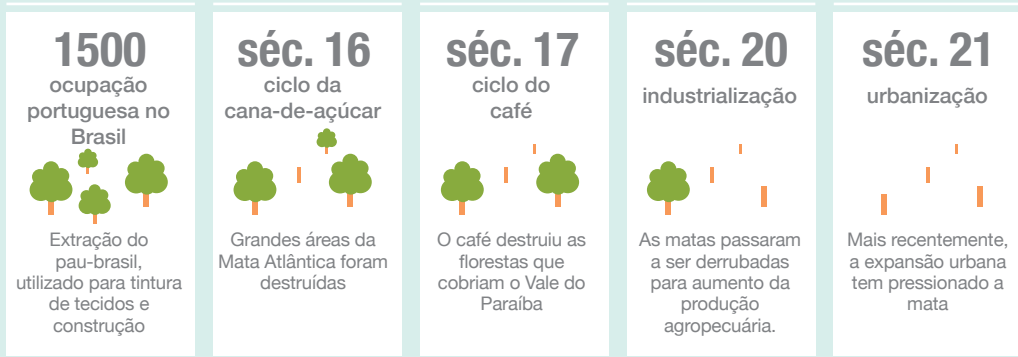 1500
ocupação
portuguesa no
Brasil
Extração do
pau-brasil,
utilizado para tintura
de tecidos e
construção
séc. 16
ciclo da
cana-de-açúcar
Grandes áreas da
Mata Atlântica foram
destruídas
séc. 17
ciclo do
café
O café destruiu as
florestas que
cobriam o Vale do
Paraíba
séc. 20
industrialização
As matas passaram
a ser derrubadas
para aumento da
produção
agropecuária.
séc. 21
urbanização
Mais recentemente,
a expansão urbana
tem pressionado a
mata